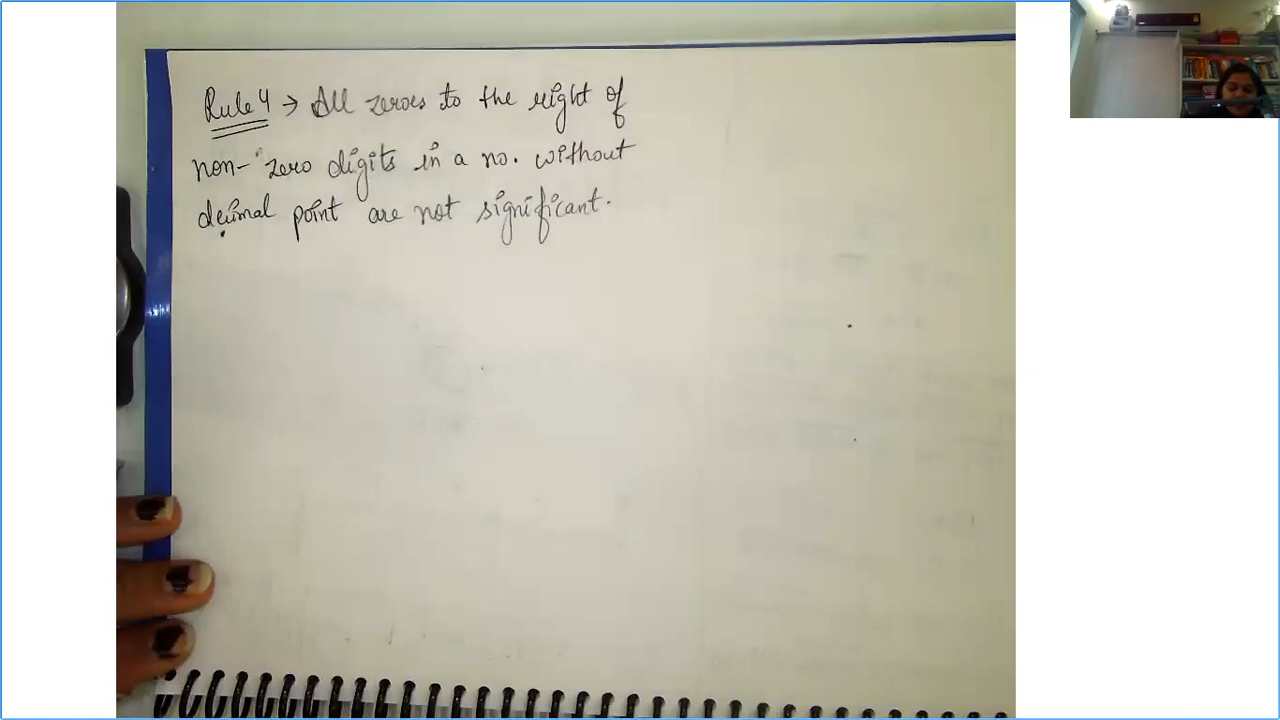 Rule 4 → All zeroes to the right of
non-zero digits in a no. without
decimal point are not significant.